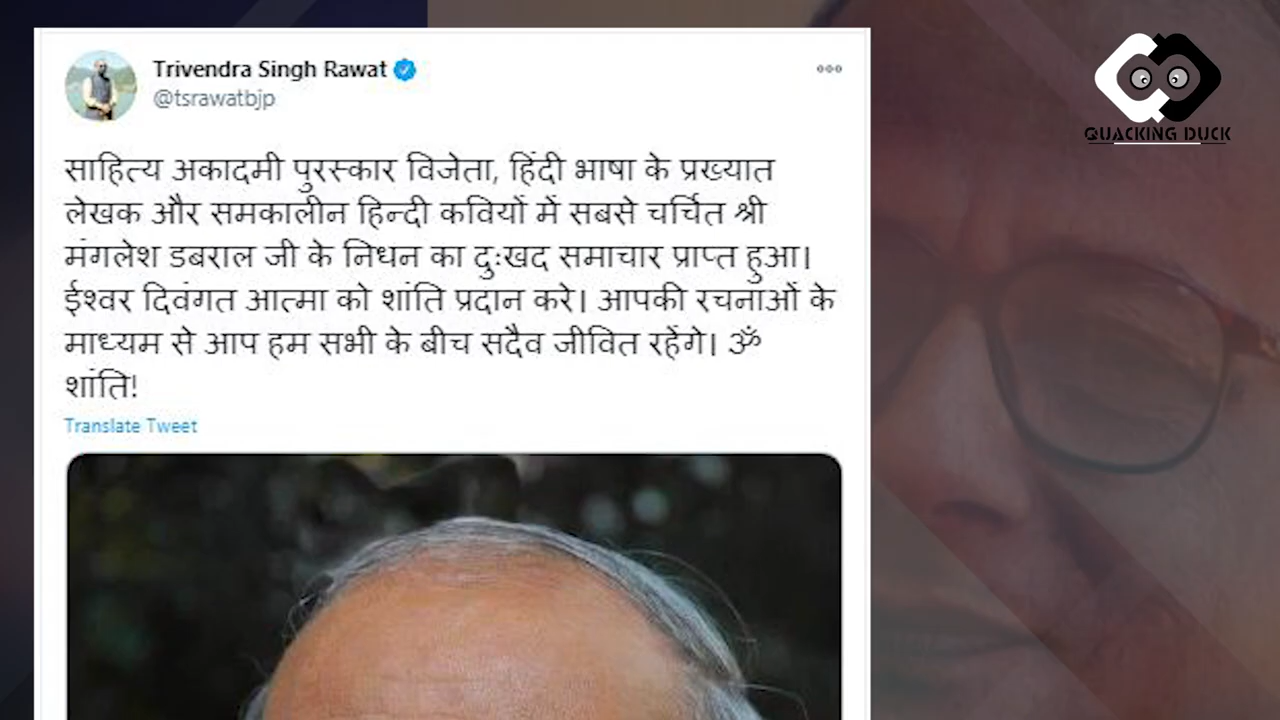 Trivendra Singh Rawat
@tsrawatbjp
साहित्य अकादमी पुरस्कार विजेता, हिंदी भाषा के प्रख्यात
लेखक और समकालीन हिन्दी कवियों में सबसे चर्चित श्री
मंगलेश डबराल जी के निधन का दुःखद समाचार प्राप्त हुआ।
ईश्वर दिवंगत आत्मा को शांति प्रदान करे। आपकी रचनाओं के
माध्यम से आप हम सभी के बीच सदैव जीवित रहेंगे। ॐ
शांति!
Translate Tweet
QUACKING DUCK